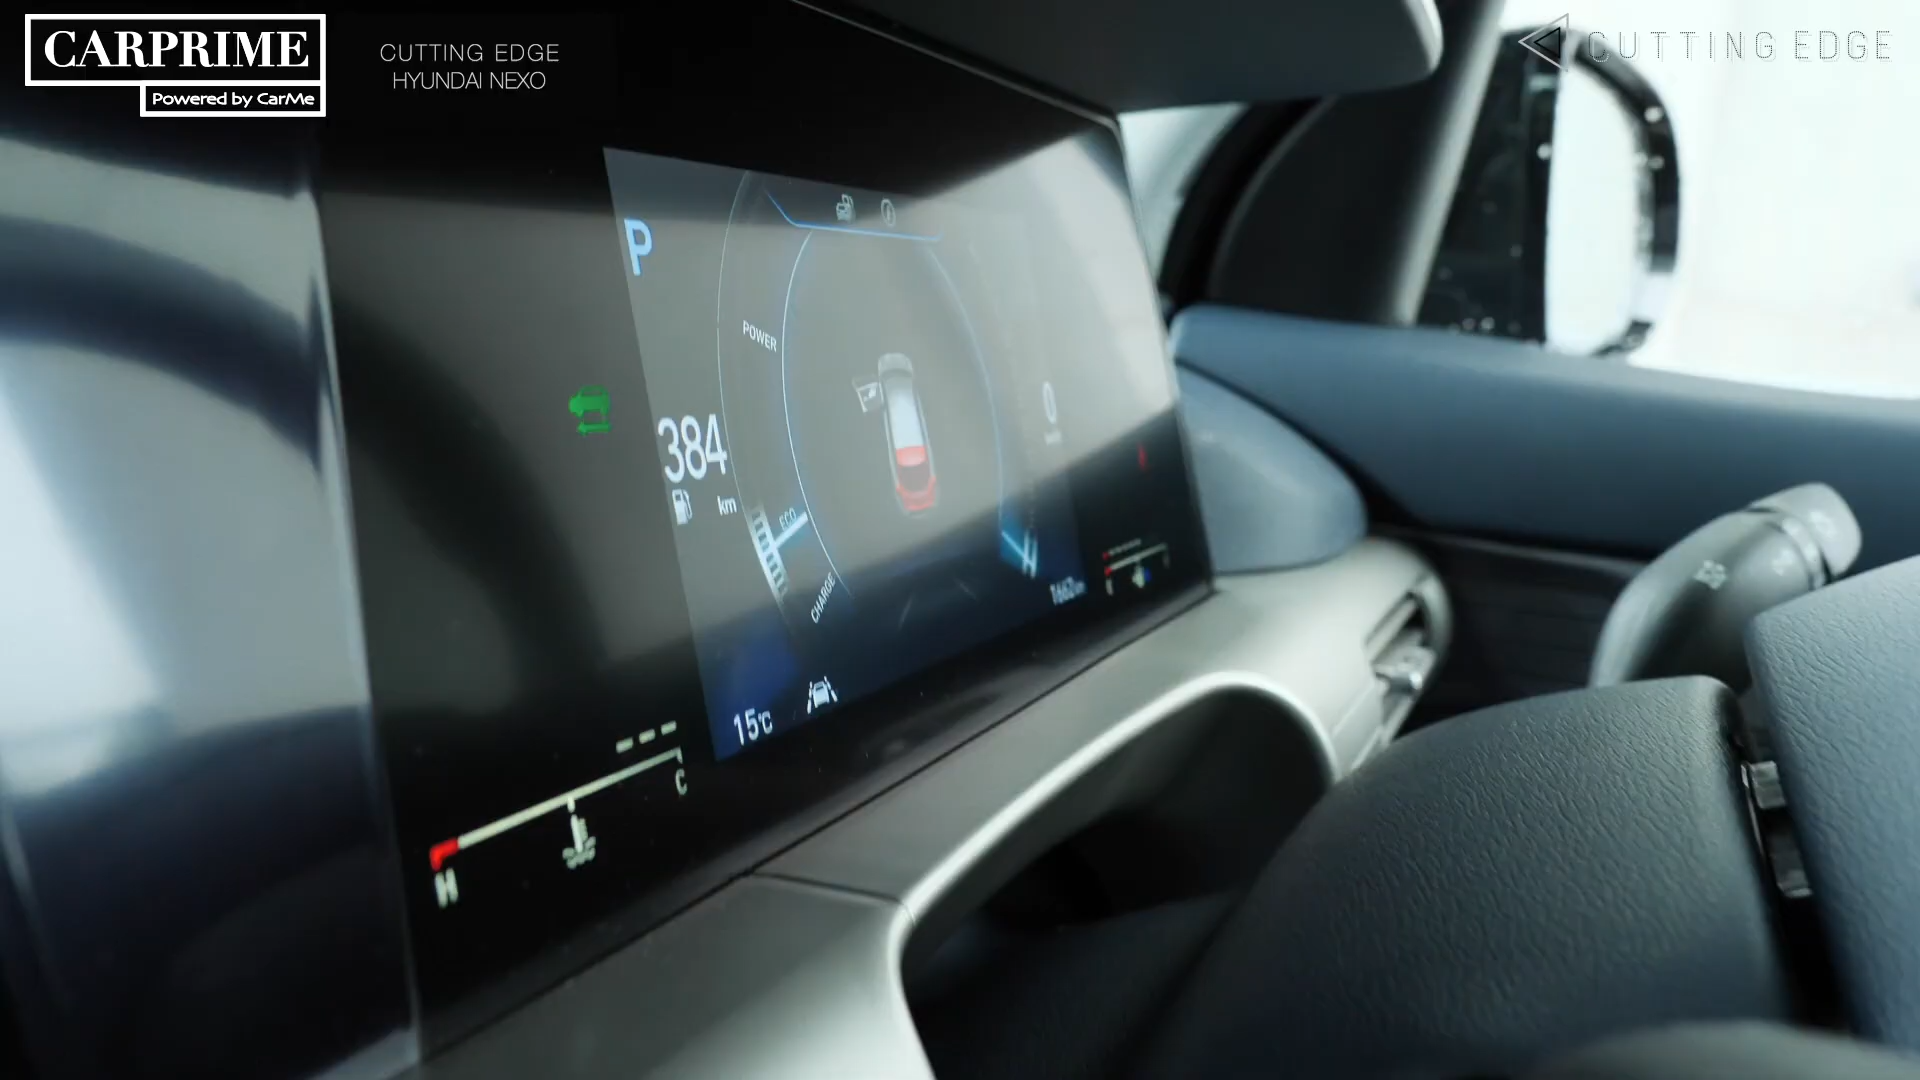 CARPRIME
Powered by CarMe
CUTTING EDGE
HYUNDAI NEXO
CUTTING EDGE
P
POWER
384
km
ECO
CHARGE
15℃
C
H